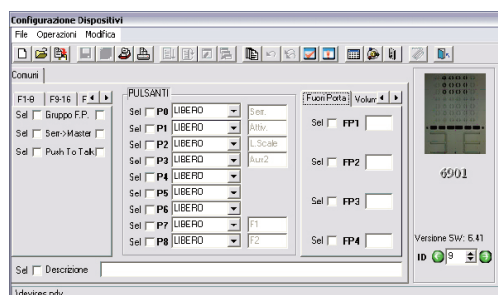 Configurazione Dispositivi
File Operazioni Modifica
Comuni
F1-8 F9-16 F
Sel Gruppo F.P.
Sel Serr->Master
Sel Push To Talk
PULSANTI
Sel P0 LIBERO Serr.
Sel P1 LIBERO Attiv.
Sel P2 LIBERO L.Scale
Sel P3 LIBERO Aux2
Sel P4 LIBERO
Sel P5 LIBERO
Sel P6 LIBERO
Sel P7 LIBERO F1
Sel P8 LIBERO F2
Fuori Porta Volum
Sel FP1
Sel FP2
Sel FP3
Sel FP4
6901
Versione SW: 6.41
ID 9
Sel Descrizione
\devices.pdv